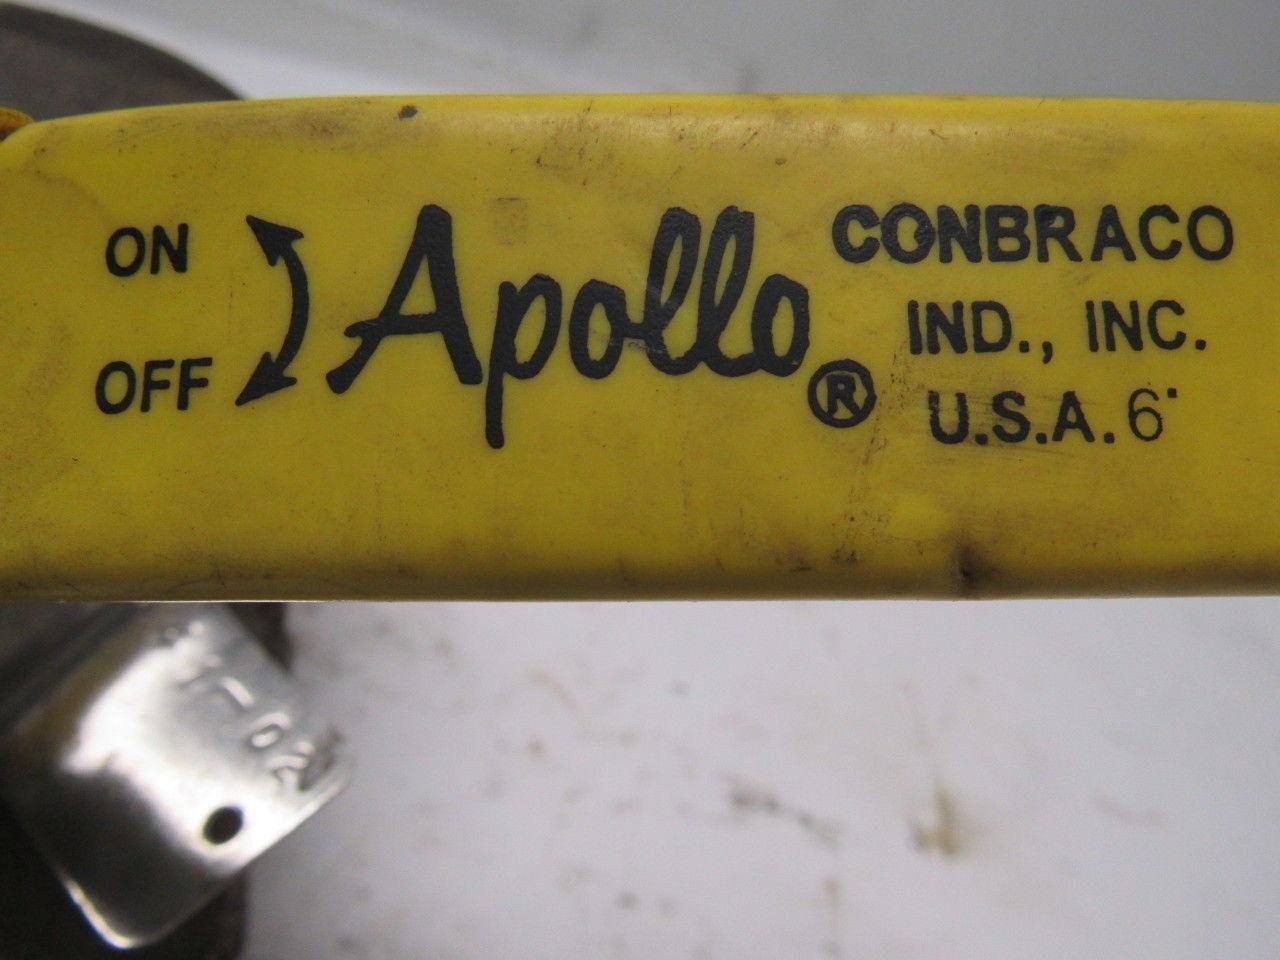 ON
OFF
Apollo®
CONBRACO
IND., INC.
U.S.A. 6"